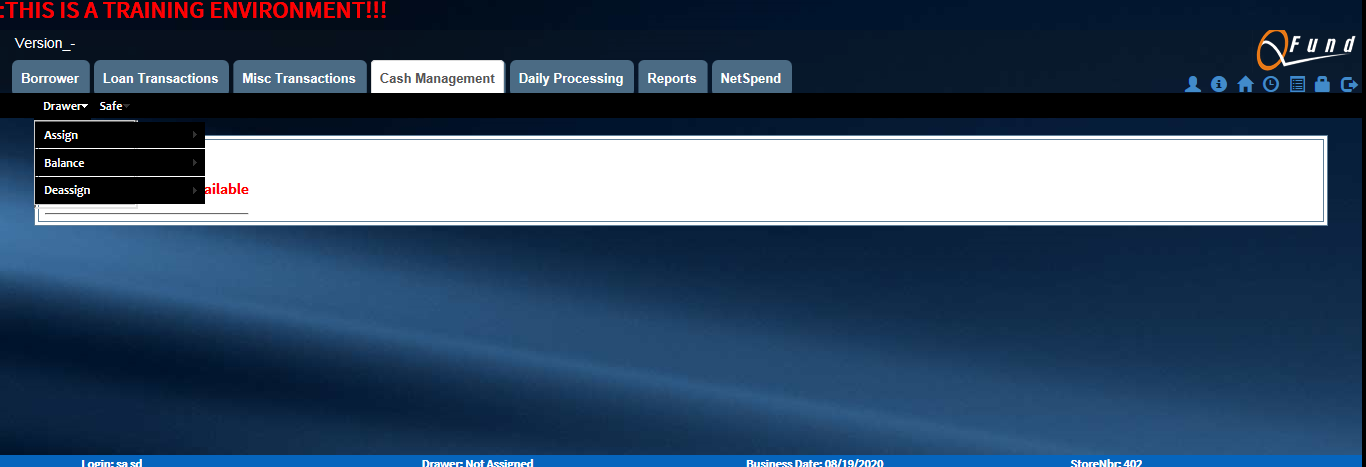 :THIS IS A TRAINING ENVIRONMENT!!!
Version_-
Fund
Borrower Loan Transactions Misc Transactions Cash Management Daily Processing Reports NetSpend
Drawer Safe
Assign
Balance
Deassign
ailable
Login: sa sd Drawer: Not Assigned Business Date: 08/19/2020 StoreNbr: 402